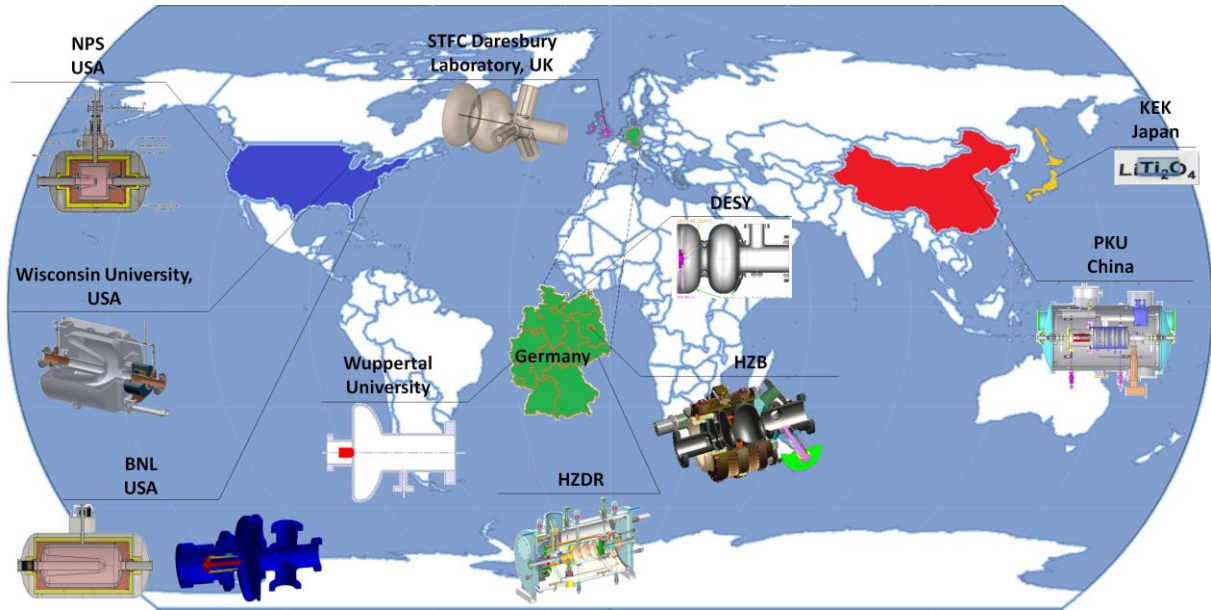 NPS
USA
STFC Daresbury
Laboratory, UK
KEK
Japan
LiTi₂O₄
DESY
PKU
China
Wisconsin University,
USA
Germany
Wuppertal
University
HZB
BNL
USA
HZDR